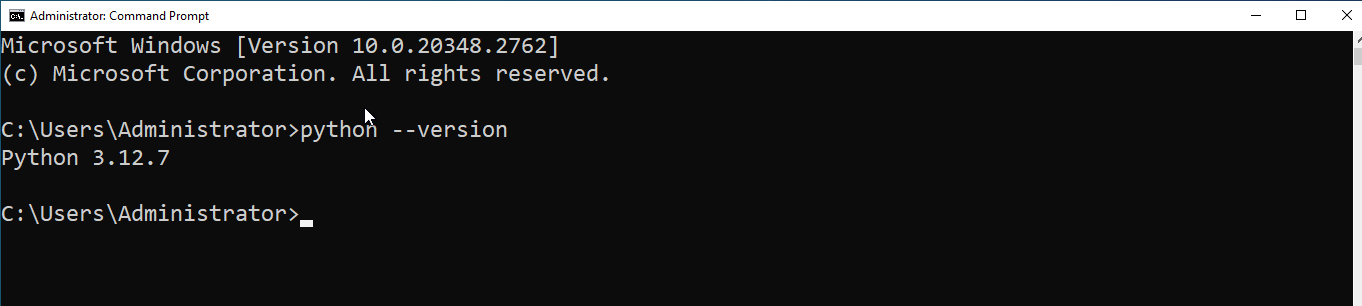 Administrator: Command Prompt
Microsoft Windows [Version 10.0.20348.2762]
(c) Microsoft Corporation. All rights reserved.
C:\Users\Administrator>python --version
Python 3.12.7
C:\Users\Administrator>